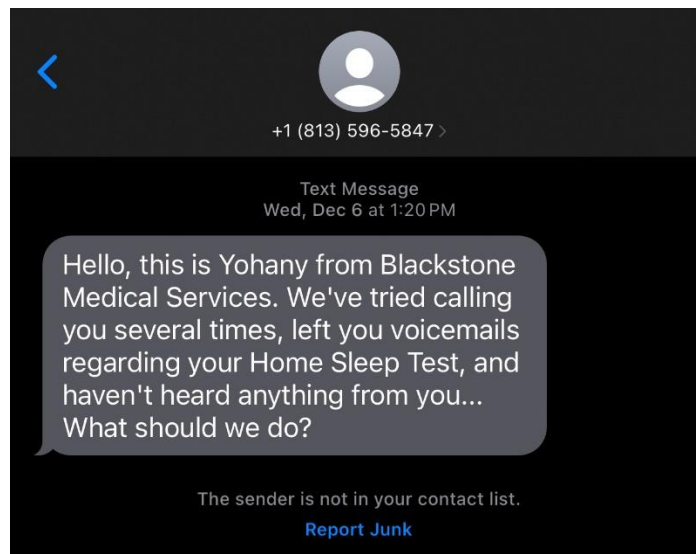 +1 (813) 596-5847 >
Text Message
Wed, Dec 6 at 1:20 PM
Hello, this is Yohany from Blackstone
Medical Services. We've tried calling
you several times, left you voicemails
regarding your Home Sleep Test, and
haven't heard anything from you...
What should we do?
The sender is not in your contact list.
Report Junk